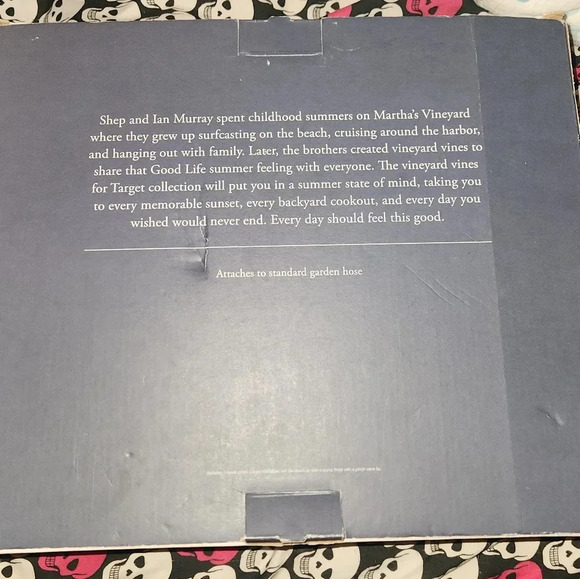 Shep and Ian Murray spent childhood summers on Martha's Vineyard
where they grew up surfcasting on the beach, cruising around the harbor,
and hanging out with family. Later, the brothers created vineyard vines to
share that Good Life summer feeling with everyone. The vineyard vines
for Target collection will put you in a summer state of mind, taking you
to every memorable sunset, every backyard cookout, and every day you
wished would never end. Every day should feel this good.
Attaches to standard garden hose